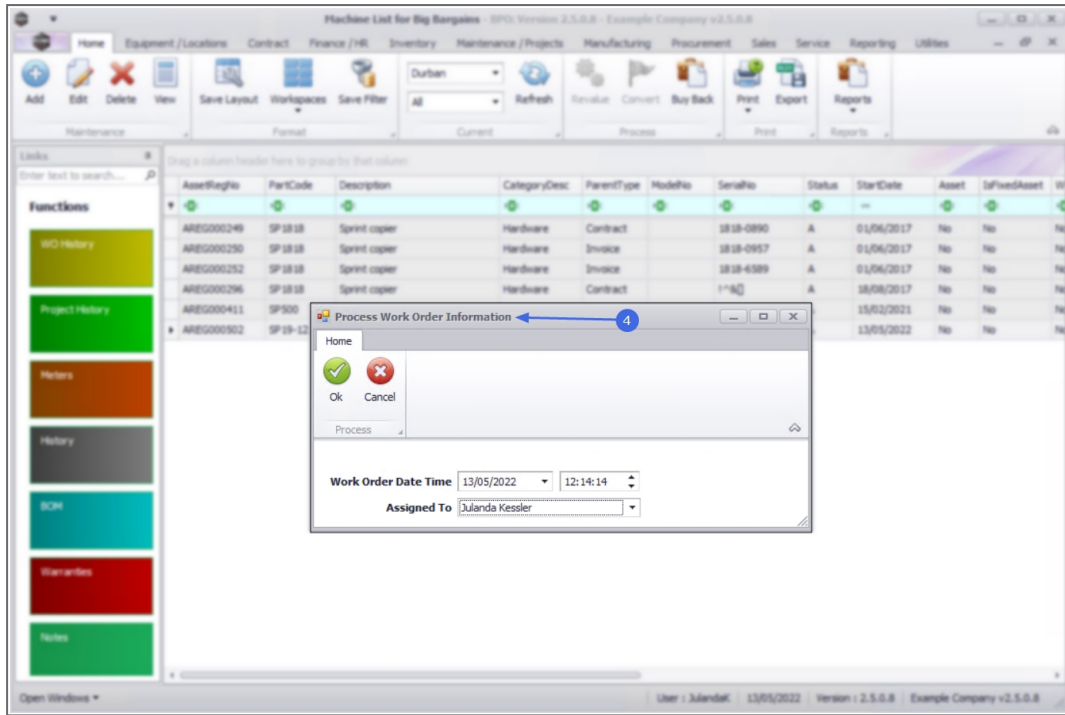 Machine List for Big Bargains - BPO: Version 2.5.0.8 - Example Company v2.5.0.8
Home Equipment / Locations Contract Finance / HR Inventory Maintenance / Projects Manufacturing Procurement Sales Service Reporting Utilities
Durban
All
Add Edit Delete View Save Layout Workspaces Save Filter Refresh Revalue Convert Buy Back Print Export Reports
Maintenance Format Current Process Print Reports
Links
Drag a column header here to group by that column
Enter text to search...
AssetRegNo PartCode Description CategoryDesc ParentType ModelNo SerialNo Status StartDate Asset IsFixedAsset W
Functions
AREG000249 SP1818 Sprint copier Hardware Contract 1818-0890 A 01/06/2017 No No No
WO History
AREG000250 SP1818 Sprint copier Hardware Invoice 1818-0957 A 01/06/2017 No No No
AREG000252 SP1818 Sprint copier Hardware Invoice 1818-6589 A 01/06/2017 No No No
AREG000296 SP1818 Sprint copier Hardware Contract A 18/08/2017 No No No
Project History
AREG000411 SP500 15/02/2021 No No No
AREG000502 SP19-12 13/05/2022 No No No
Process Work Order Information
4
Home
Ok Cancel
Process
Work Order Date Time 13/05/2022 12:14:14
Assigned To Julanda Kessler
Meters
History
BOM
Warranties
Notes
Open Windows
User : JulandaK 13/05/2022 Version : 2.5.0.8 Example Company v2.5.0.8